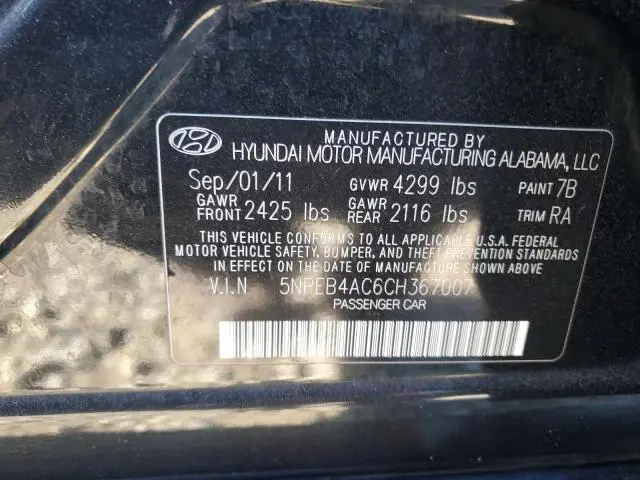 MANUFACTURED BY
HYUNDAI MOTOR MANUFACTURING ALABAMA, LLC
Sep/01/11 GVWR 4299 lbs PAINT 7B
GAWR FRONT 2425 lbs GAWR REAR 2116 lbs TRIM RA
THIS VEHICLE CONFORMS TO ALL APPLICABLE U.S.A. FEDERAL
MOTOR VEHICLE SAFETY, BUMPER, AND THEFT PREVENTION STANDARDS
IN EFFECT ON THE DATE OF MANUFACTURE SHOWN ABOVE.
V.I.N 5NPEB4AC6CH367007
PASSENGER CAR